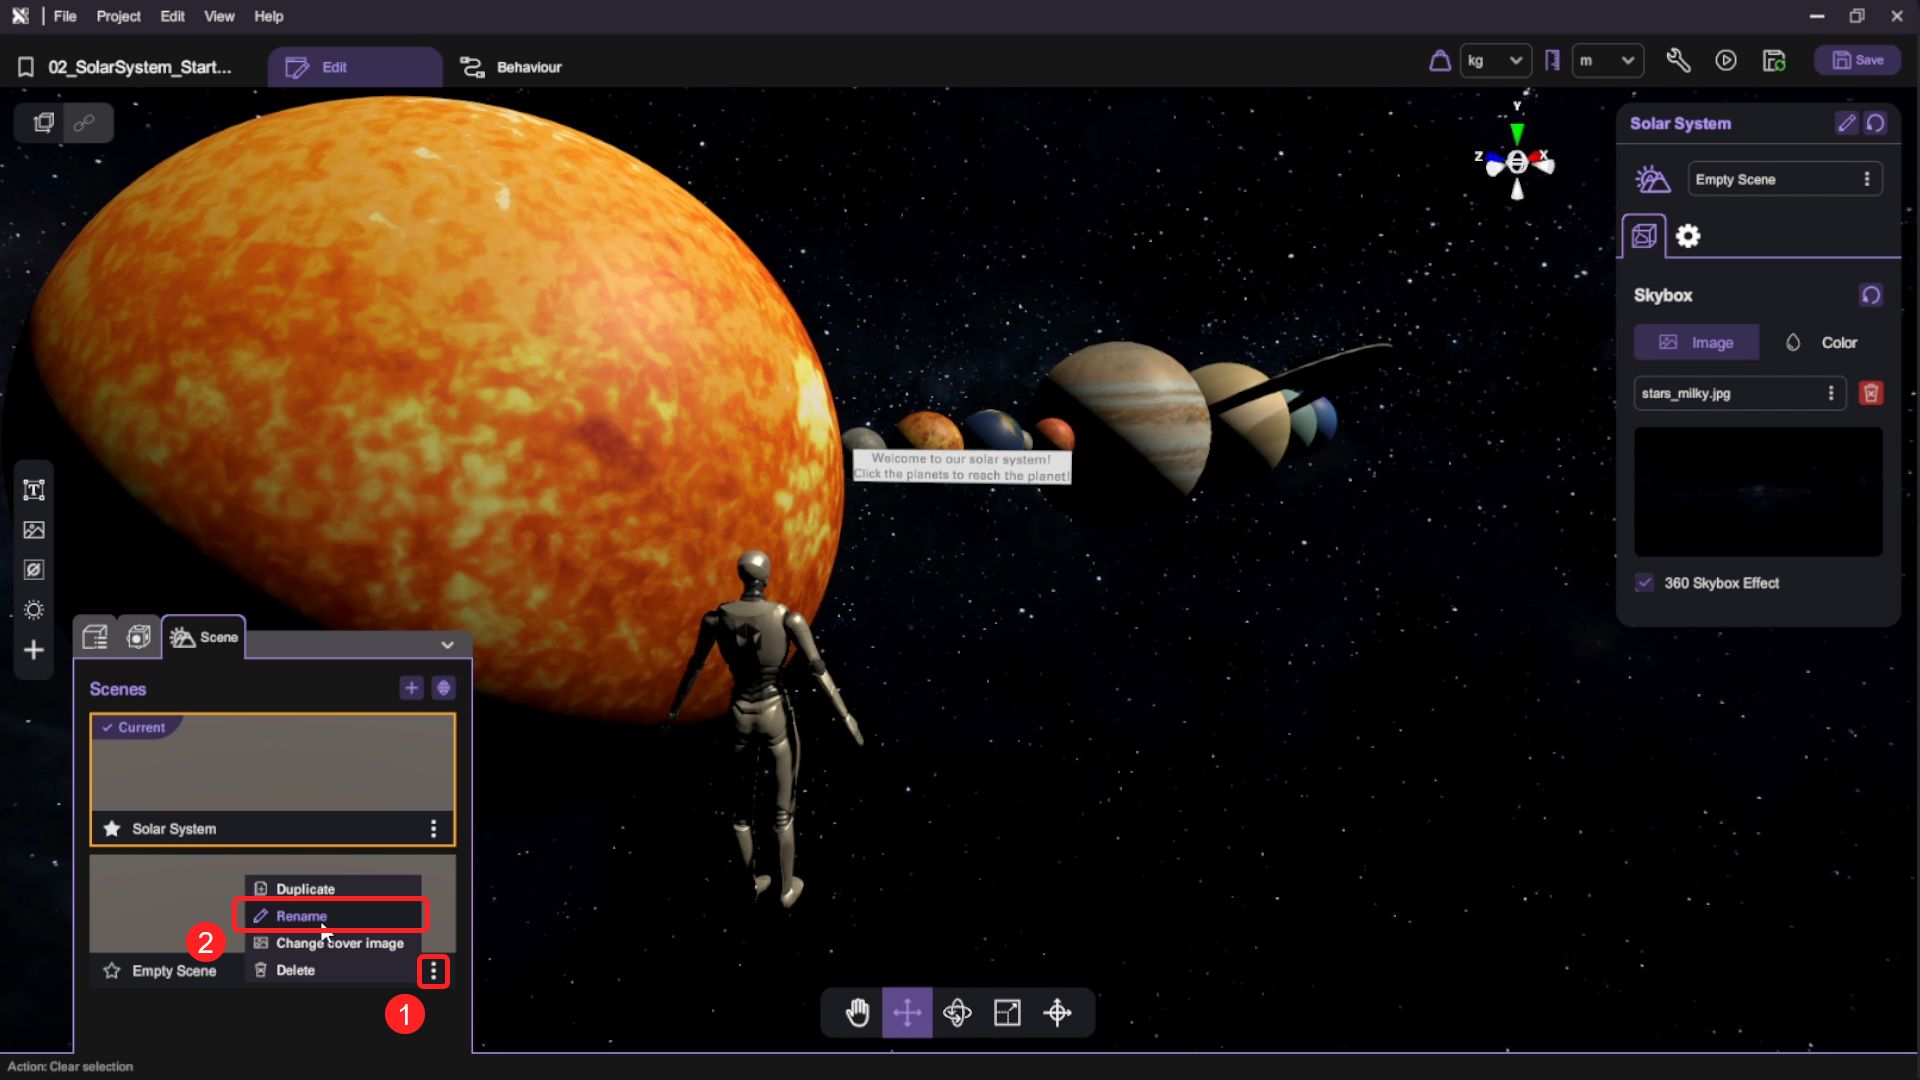 File Project Edit View Help
02_SolarSystem_Start... Edit Behaviour kg m Save
Y
Z X
Solar System
Empty Scene
Skybox
Image Color
stars_milky.jpg
360 Skybox Effect
Welcome to our solar system!
Click the planets to reach the planet!
Scene
Scenes
Current
Solar System
Duplicate
Rename
2
Change cover image
Empty Scene
Delete
1
Action: Clear selection